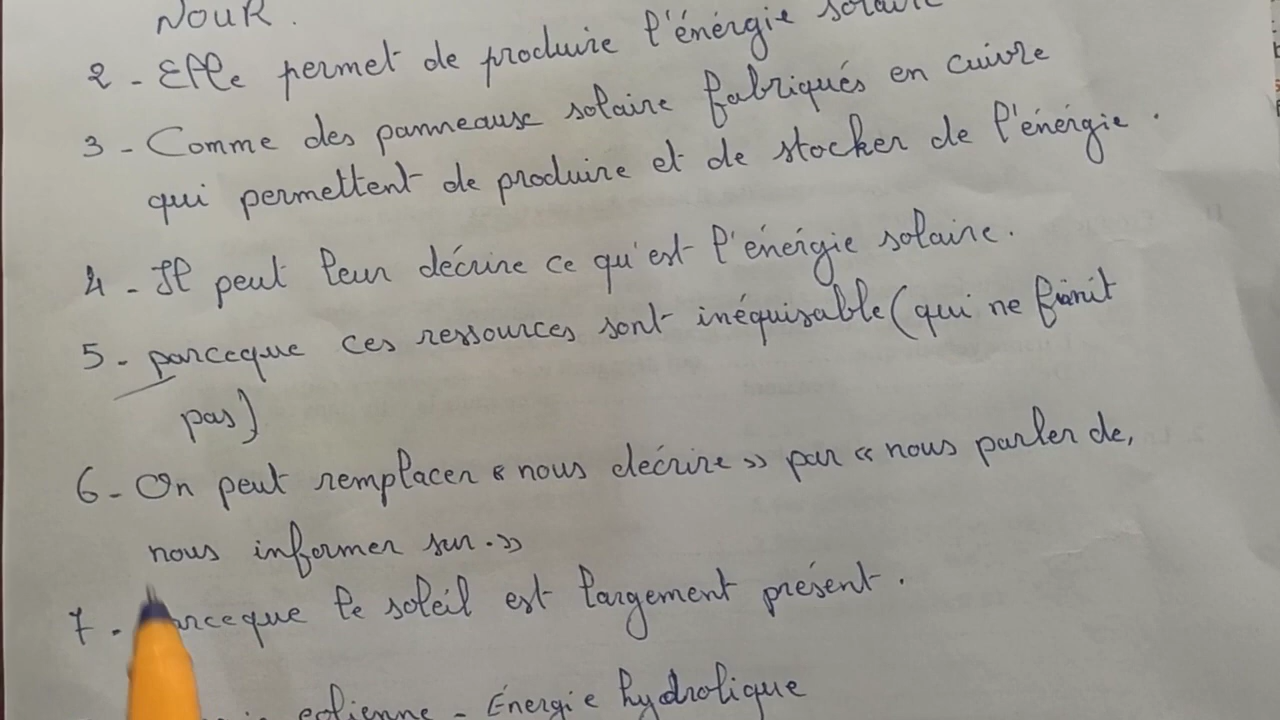 NOUR.
2 - Elle permet de produire l'énergie solaire
3 - Comme des panneaux solaire fabriqués en cuivre
qui permettent de produire et de stocker de l'énergie.
4 - Il peut leur décrire ce qu'est l'énergie solaire.
5 - parceque ces ressources sont inéquisable (qui ne finit
pas)
6 - On peut remplacer « nous décrire » par « nous parler de,
nous informer sur. »
7 - parceque le soleil est largement présent.
eolienne - Énergie hydrolique